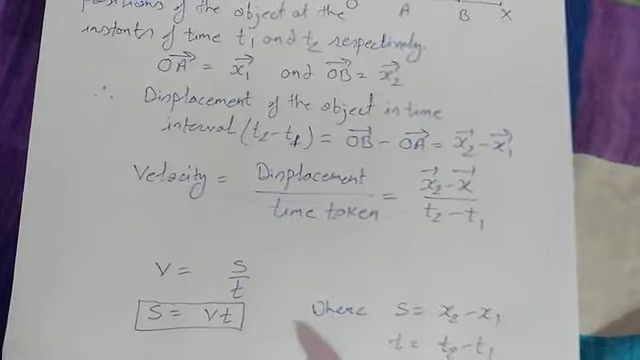 positions of the object at the O A B X
instants of time t₁ and t₂ respectively.
→OA = →x₁ and →OB = →x₂
∴ Displacement of the object in time
interval (t₂-t₁) = →OB - →OA = →x₂ - →x₁
Velocity = Displacement / time taken = →x₂ - →x / t₂ - t₁
V = S / t
S = Vt Where S = x₂ - x₁
t = t₂ - t₁